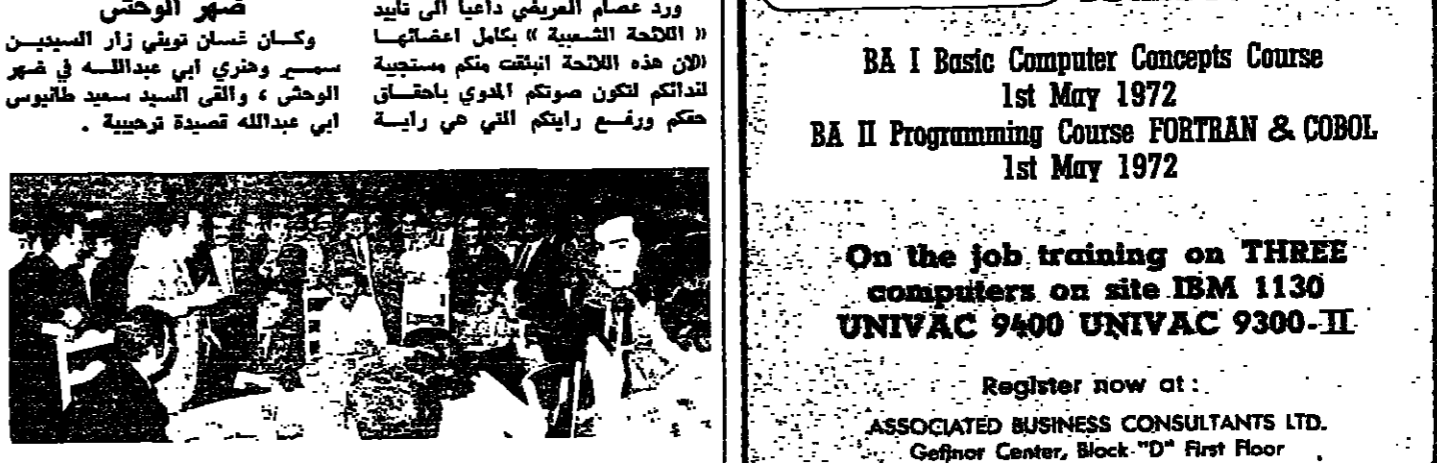 ضهر الوحشي
وكان غسان تويني زار السيدين
سمير وهنري ابي عبدالله في ضهر
الوحشي ، والقى السيد سعيد طانيوس
ابي عبدالله قصيدة ترحيبية .
ورد عصام العريضي داعيا الى تأييد
« اللائحة الشعبية » بكامل اعضائها
لان هذه اللائحة انبثقت منكم مستجيبة
لندائكم لتكون صوتكم المدوي باحقاق
حقكم ورفع رايتكم التي هي راية
BA I Basic Computer Concepts Course
1st May 1972
BA II Programming Course FORTRAN & COBOL
1st May 1972
On the job training on THREE
computers on site IBM 1130
UNIVAC 9400 UNIVAC 9300-II
Register now at :
ASSOCIATED BUSINESS CONSULTANTS LTD.
Gefinor Center, Block "D" First Floor